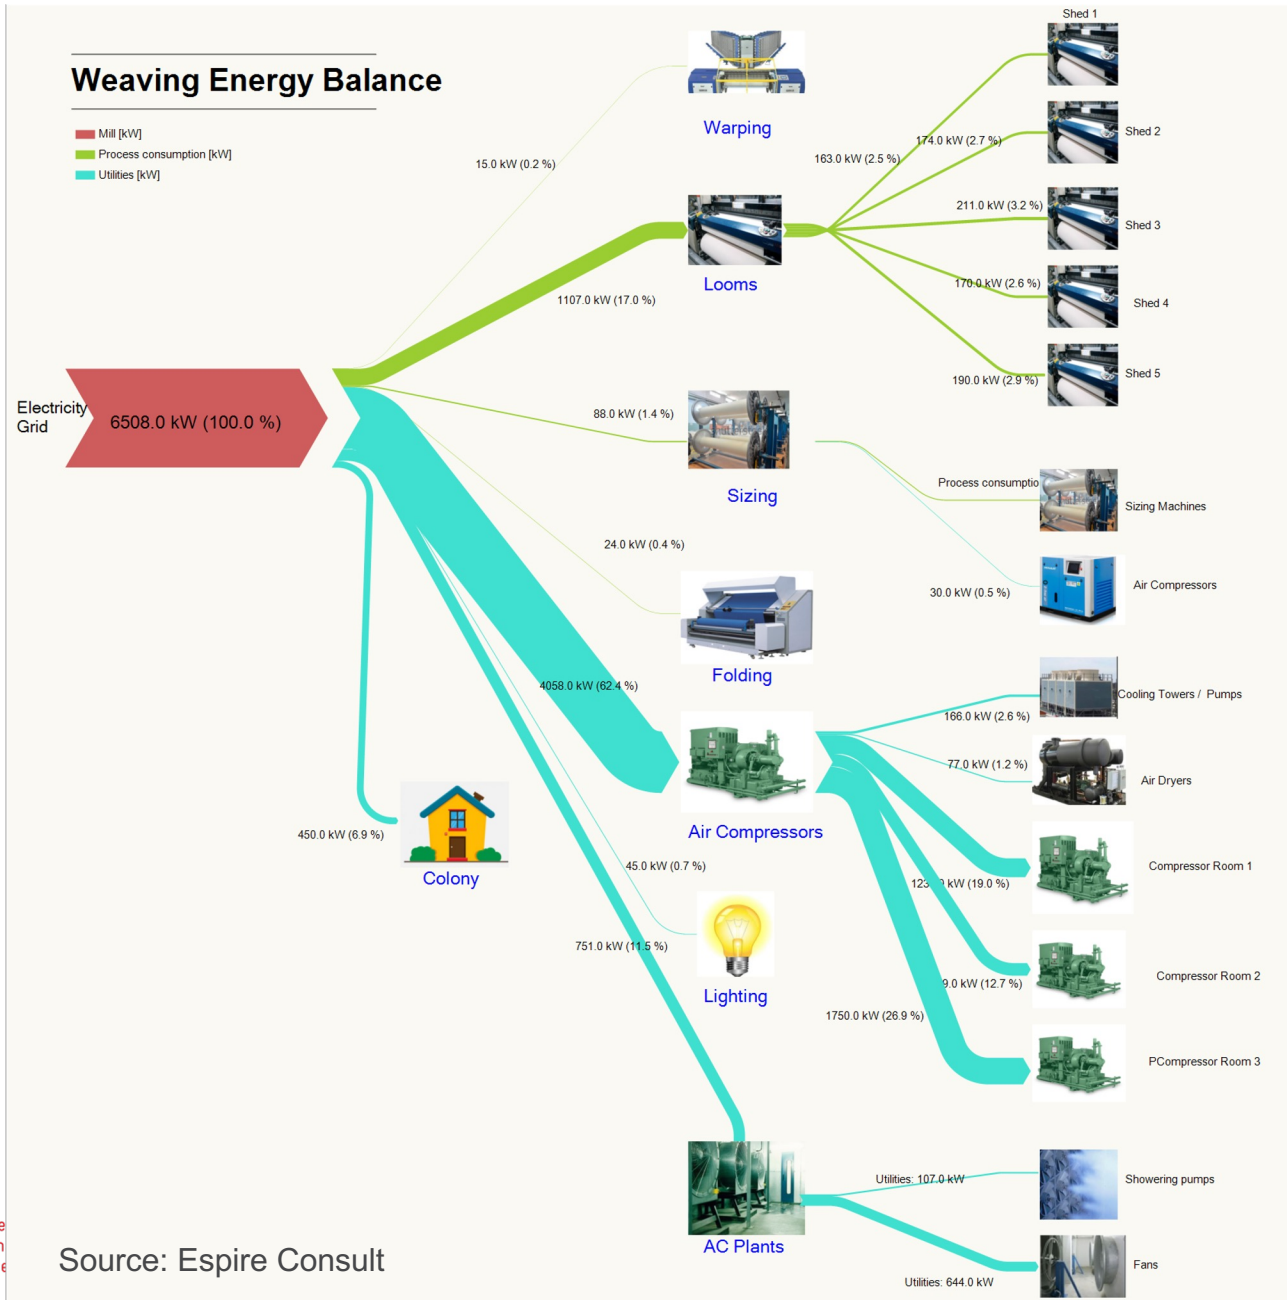 Weaving Energy Balance
Mill [kW]
Process consumption [kW]
Utilities [kW]
Electricity
Grid
6508.0 kW (100.0 %)
15.0 kW (0.2 %)
Warping
1107.0 kW (17.0 %)
Looms
163.0 kW (2.5 %)
174.0 kW (2.7 %)
211.0 kW (3.2 %)
170.0 kW (2.6 %)
190.0 kW (2.9 %)
Shed 1
Shed 2
Shed 3
Shed 4
Shed 5
88.0 kW (1.4 %)
Sizing
Process consumptio
Sizing Machines
30.0 kW (0.5 %)
Air Compressors
24.0 kW (0.4 %)
Folding
4058.0 kW (62.4 %)
Air Compressors
166.0 kW (2.6 %)
Cooling Towers / Pumps
77.0 kW (1.2 %)
Air Dryers
kW (19.0 %)
Compressor Room 1
9.0 kW (12.7 %)
Compressor Room 2
1750.0 kW (26.9 %)
PCompressor Room 3
450.0 kW (6.9 %)
Colony
45.0 kW (0.7 %)
Lighting
751.0 kW (11.5 %)
AC Plants
Utilities: 107.0 kW
Showering pumps
Utilities: 644.0 kW
Fans
Source: Espire Consult